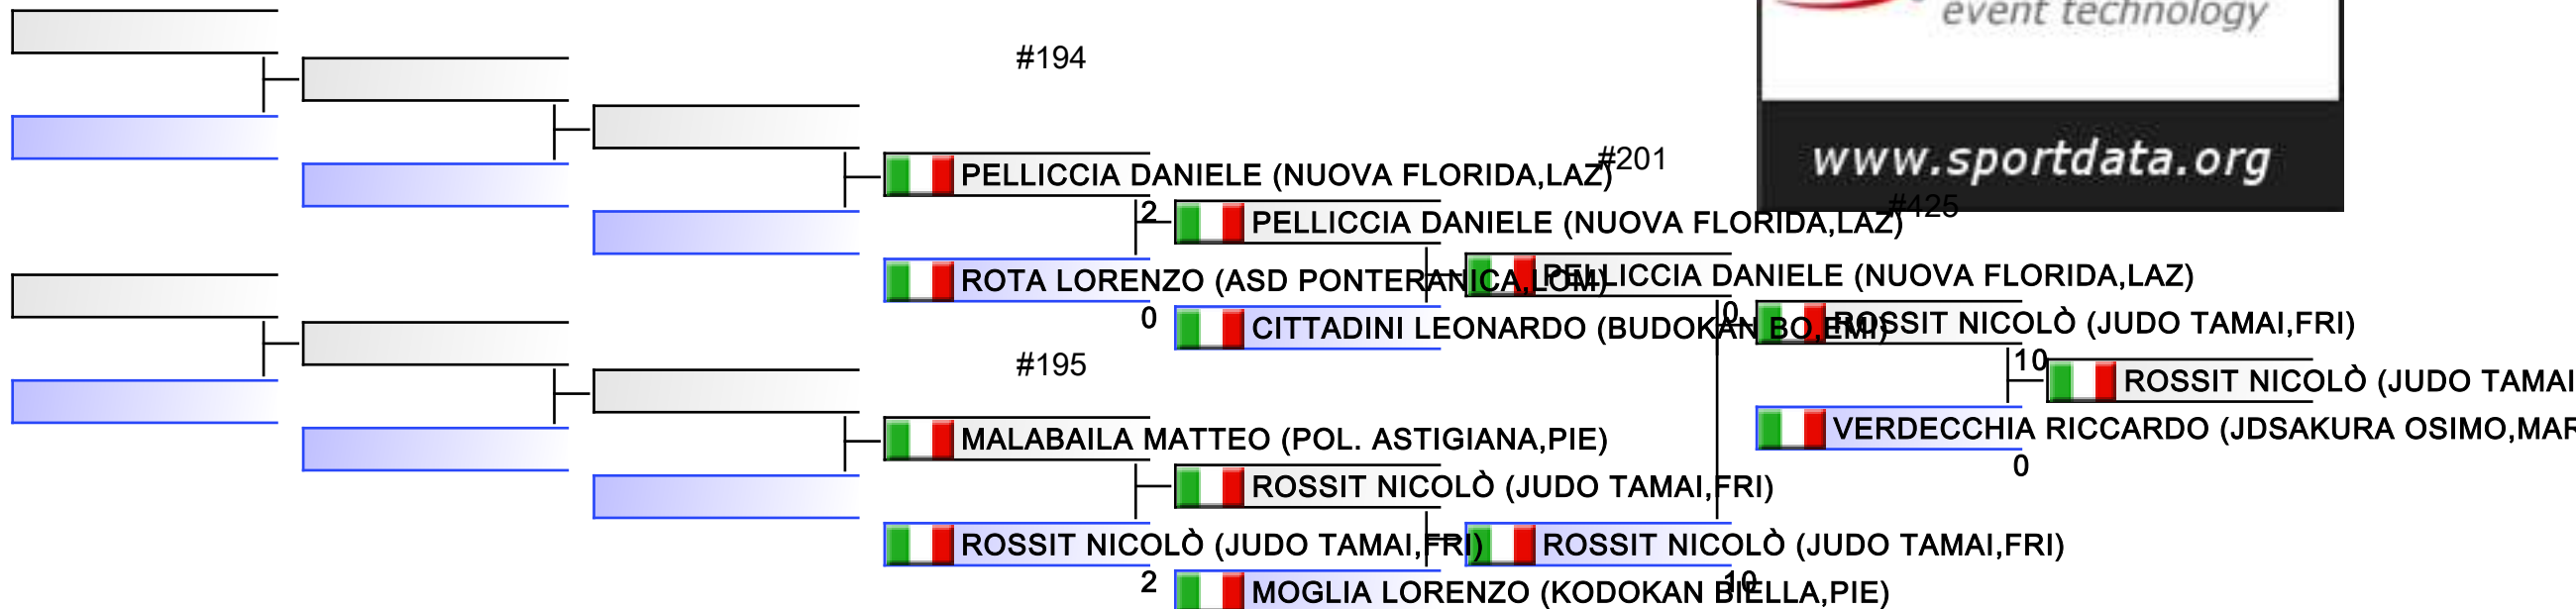 event technology
#194
#201
www.sportdata.org
PELLICCIA DANIELE (NUOVA FLORIDA,LAZ)
#425
2
PELLICCIA DANIELE (NUOVA FLORIDA,LAZ)
ROTA LORENZO (ASD PONTERANICA,LOM)
PELLICCIA DANIELE (NUOVA FLORIDA,LAZ)
0
CITTADINI LEONARDO (BUDOKAN BO,EMI)
0
ROSSIT NICOLÒ (JUDO TAMAI,FRI)
#195
10
ROSSIT NICOLÒ (JUDO TAMAI
MALABAILA MATTEO (POL. ASTIGIANA,PIE)
VERDECCHIA RICCARDO (JDSAKURA OSIMO,MAR
0
ROSSIT NICOLÒ (JUDO TAMAI,FRI)
ROSSIT NICOLÒ (JUDO TAMAI,FRI)
ROSSIT NICOLÒ (JUDO TAMAI,FRI)
2
10
MOGLIA LORENZO (KODOKAN BIELLA,PIE)